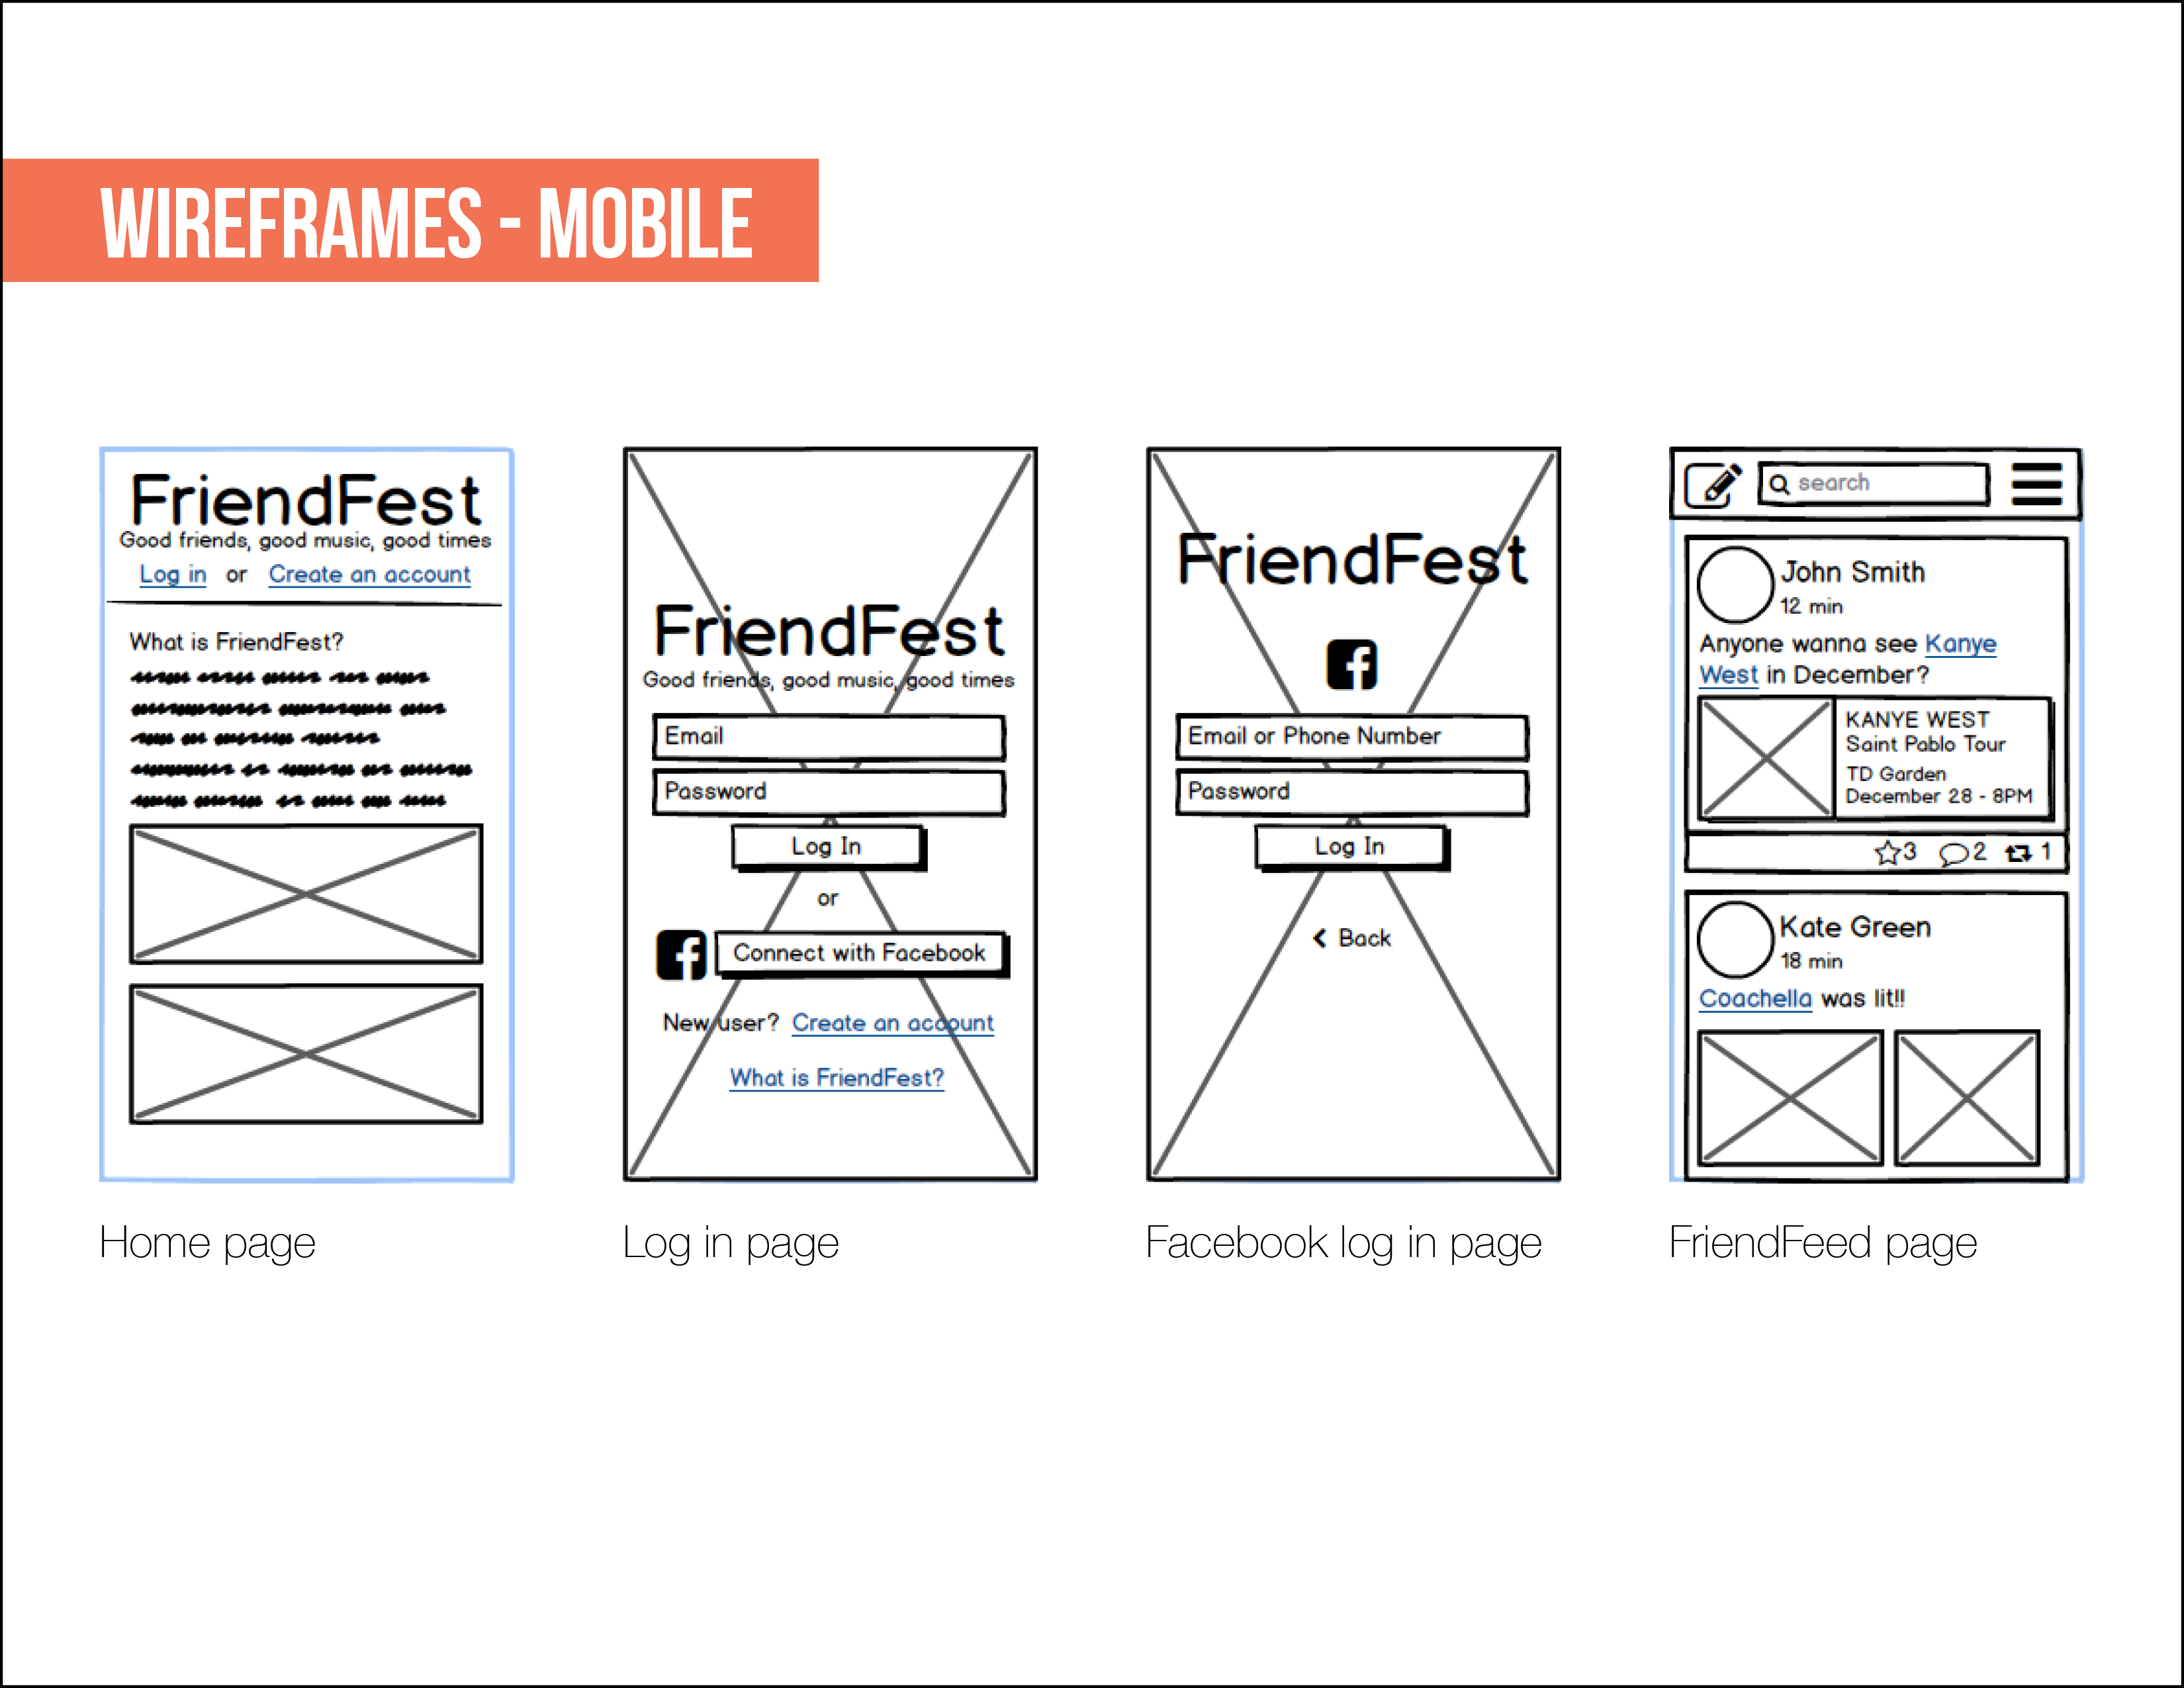 WIREFRAMES - MOBILE
FriendFest
Good friends, good music, good times
Log in or Create an account
What is FriendFest?
Home page
FriendFest
Good friends, good music, good times
Email
Password
Log In
or
Connect with Facebook
New user? Create an account
What is FriendFest?
Log in page
FriendFest
Email or Phone Number
Password
Log In
Back
Facebook log in page
search
John Smith
12 min
Anyone wanna see Kanye
West in December?
KANYE WEST
Saint Pablo Tour
TD Garden
December 28 - 8PM
3 2 1
Kate Green
18 min
Coachella was lit!!
FriendFeed page